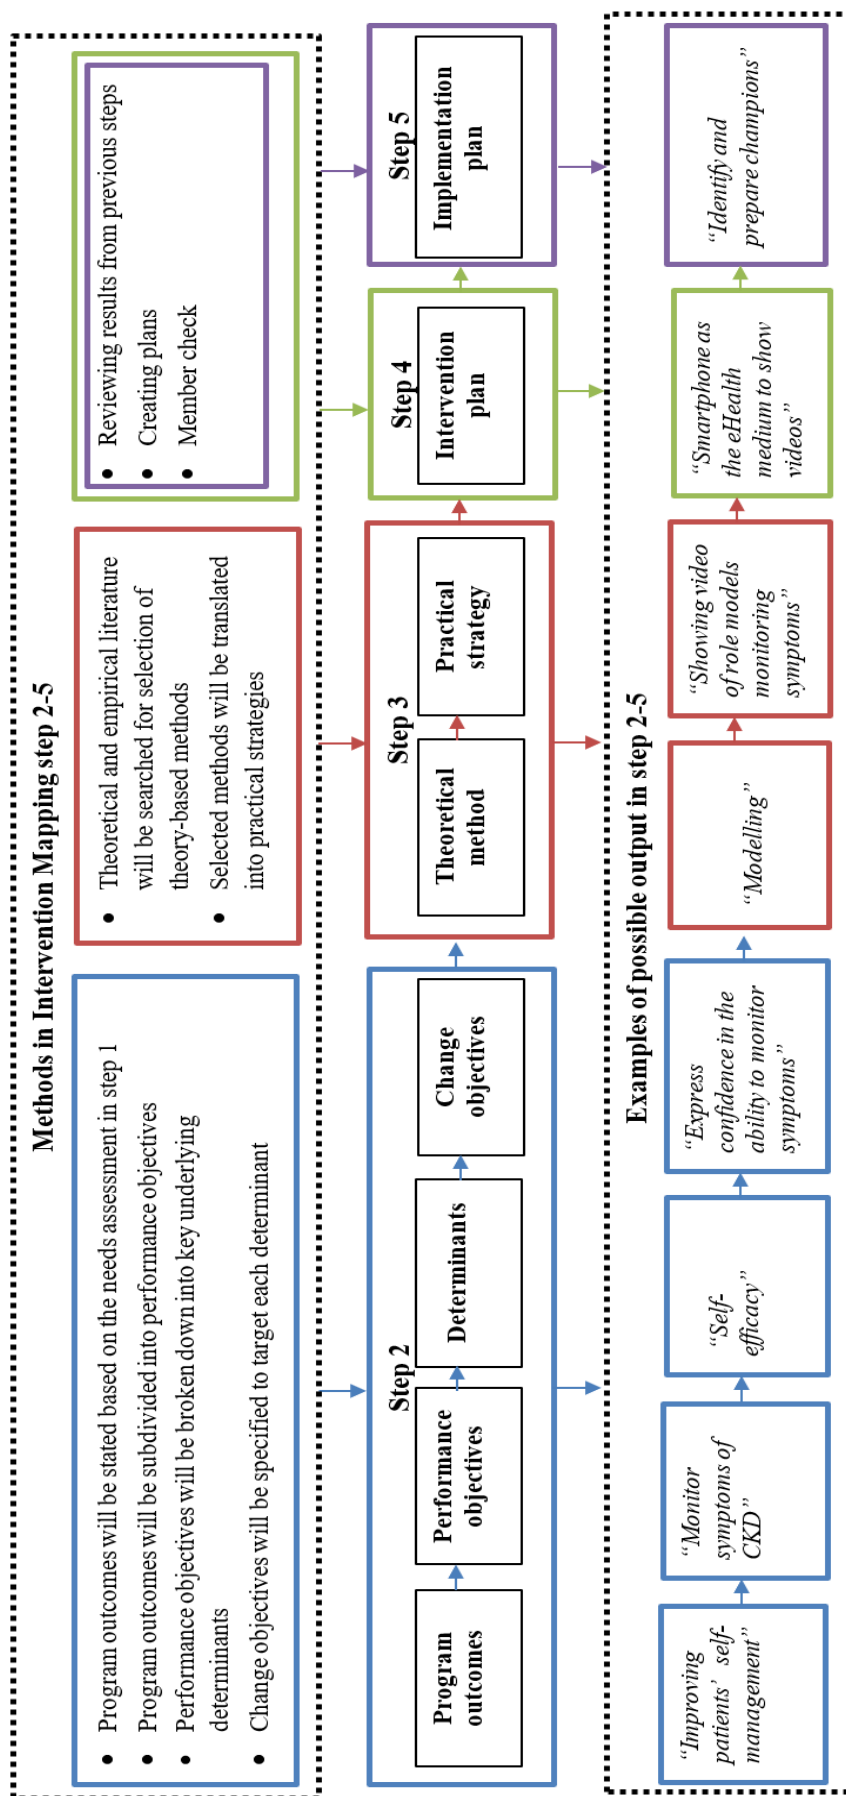 Methods in Intervention Mapping step 2-5
● Program outcomes will be stated based on the needs assessment in step 1
● Program outcomes will be subdivided into performance objectives
● Performance objectives will be broken down into key underlying
determinants
● Change objectives will be specified to target each determinant
● Theoretical and empirical literature
will be searched for selection of
theory-based methods
● Selected methods will be translated
into practical strategies
● Reviewing results from previous steps
● Creating plans
● Member check
Step 2
Program
outcomes
Performance
objectives
Determinants
Change
objectives
Step 3
Theoretical
method
Practical
strategy
Step 4
Intervention
plan
Step 5
Implementation
plan
Examples of possible output in step 2-5
“Improving
patients’ self-
management”
“Monitor
symptoms of
CKD”
“Self-
efficacy”
“Express
confidence in the
ability to monitor
symptoms”
“Modelling”
“Showing video
of role models
monitoring
symptoms”
“Smartphone as
the eHealth
medium to show
videos”
“Identify and
prepare champions”